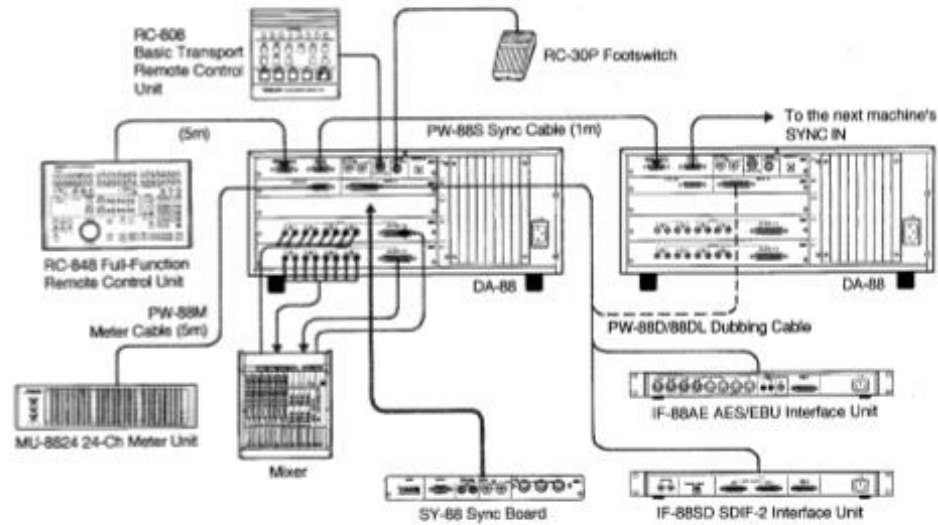 RC-808
Basic Transport
Remote Control
Unit
RC-30P Footswitch
(5m)
PW-88S Sync Cable (1m)
To the next machine's
SYNC IN
RC-848 Full-Function
Remote Control Unit
DA-88
DA-88
PW-88M
Meter Cable (5m)
PW-88D/88DL Dubbing Cable
IF-88AE AES/EBU Interface Unit
MU-8824 24-Ch Meter Unit
Mixer
SY-88 Sync Board
IF-88SD SDIF-2 Interface Unit